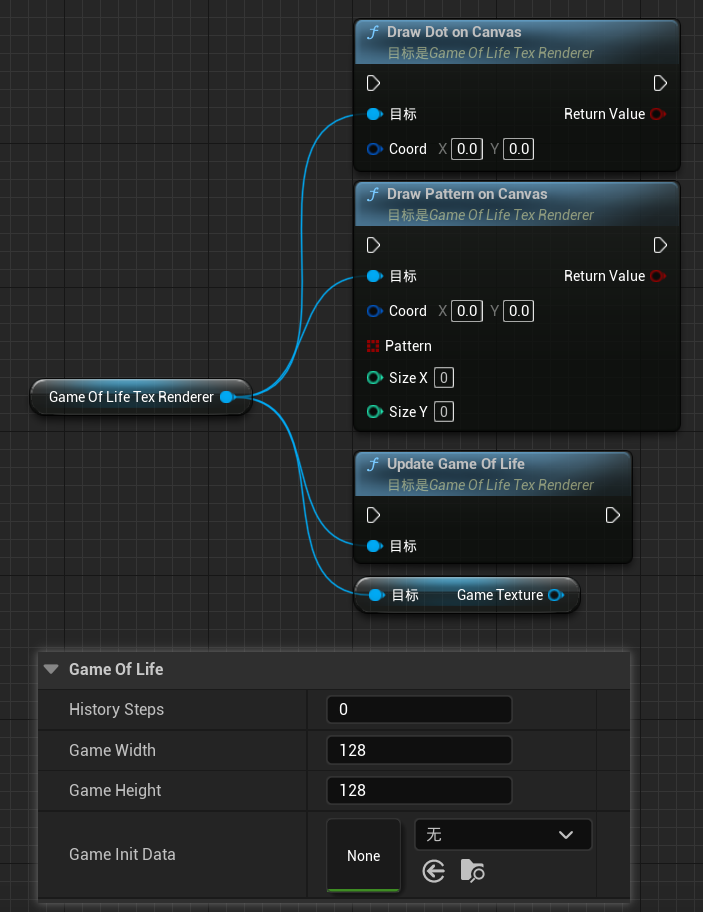 Draw Dot on Canvas
目标是Game Of Life Tex Renderer
目标 Return Value
Coord X 0.0 Y 0.0
Draw Pattern on Canvas
目标是Game Of Life Tex Renderer
目标 Return Value
Coord X 0.0 Y 0.0
Pattern
Size X 0
Game Of Life Tex Renderer
Size Y 0
Update Game Of Life
目标是Game Of Life Tex Renderer
目标
目标 Game Texture
Game Of Life
History Steps 0
Game Width 128
Game Height 128
Game Init Data None 无